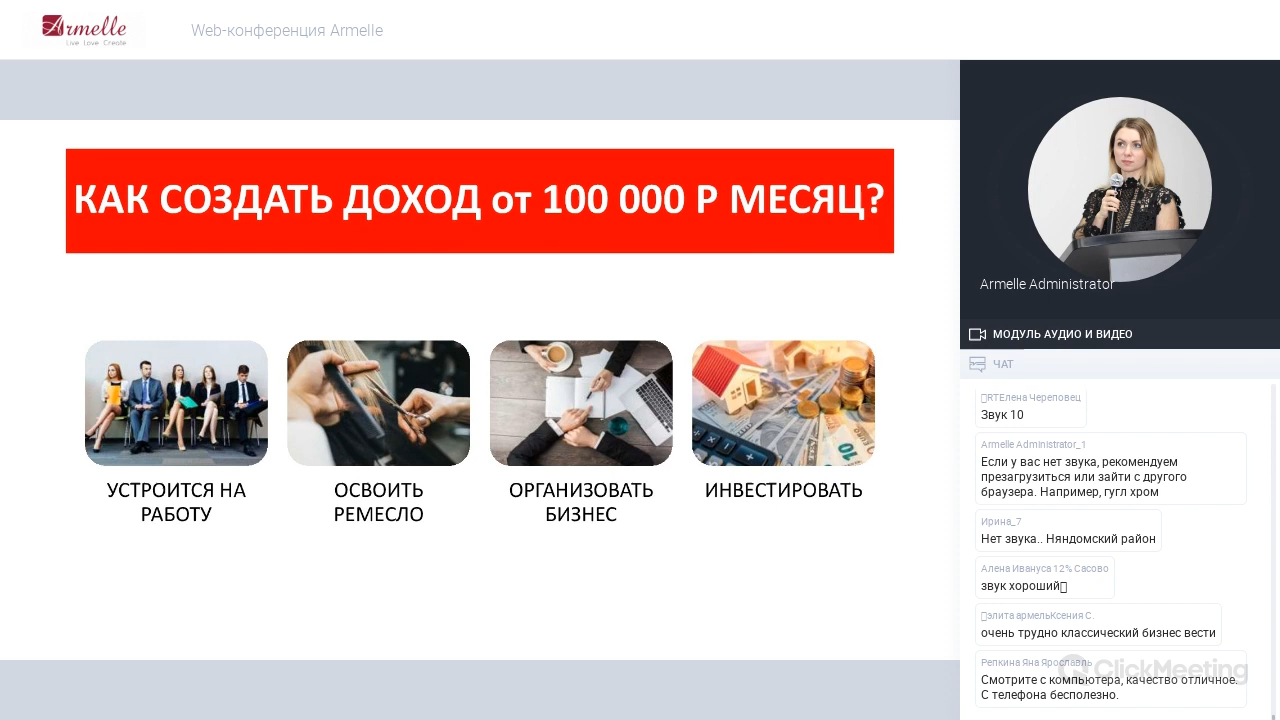 Armelle
Live Love Create
Web-конференция Armelle
КАК СОЗДАТЬ ДОХОД от 100 000 Р МЕСЯЦ?
УСТРОИТСЯ НА
РАБОТУ
ОСВОИТЬ
РЕМЕСЛО
ОРГАНИЗОВАТЬ
БИЗНЕС
ИНВЕСТИРОВАТЬ
Armelle Administrator
МОДУЛЬ АУДИО И ВИДЕО
ЧАТ
RTЕлена Череповец
Звук 10
Armelle Administrator_1
Если у вас нет звука, рекомендуем
презагрузиться или зайти с другого
браузера. Например, гугл хром
Ирина_7
Нет звука.. Няндомский район
Алена Ивануса 12% Сасово
звук хороший
элита армельКсения С.
очень трудно классический бизнес вести
Репкина Яна Ярославль
ClickMeeting
Смотрите с компьютера, качество отличное.
С телефона бесполезно.